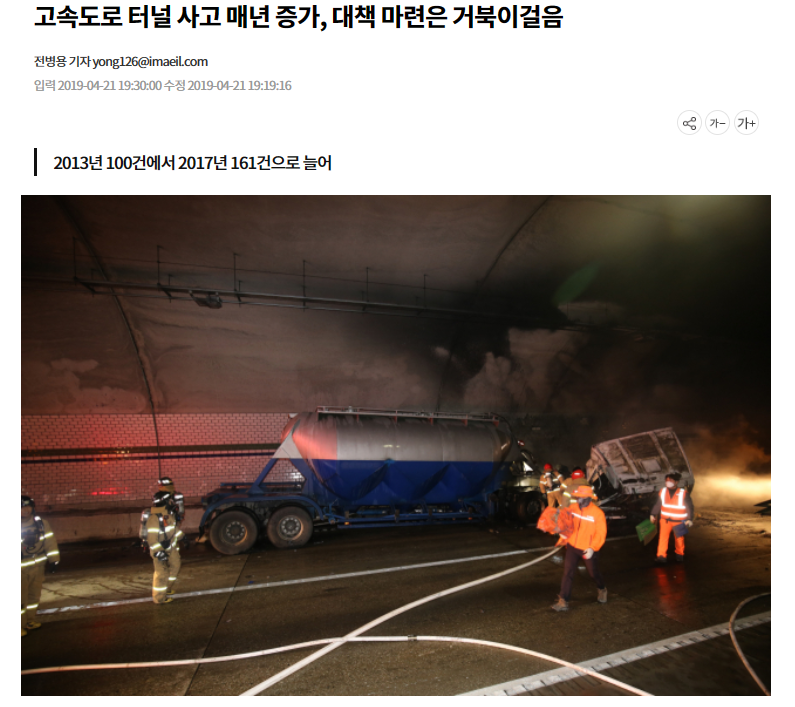 고속도로 터널 사고 매년 증가, 대책 마련은 거북이걸음
전병용 기자 yong126@imaeil.com
입력 2019-04-21 19:30:00 수정 2019-04-21 19:19:16
가- 가+
2013년 100건에서 2017년 161건으로 늘어